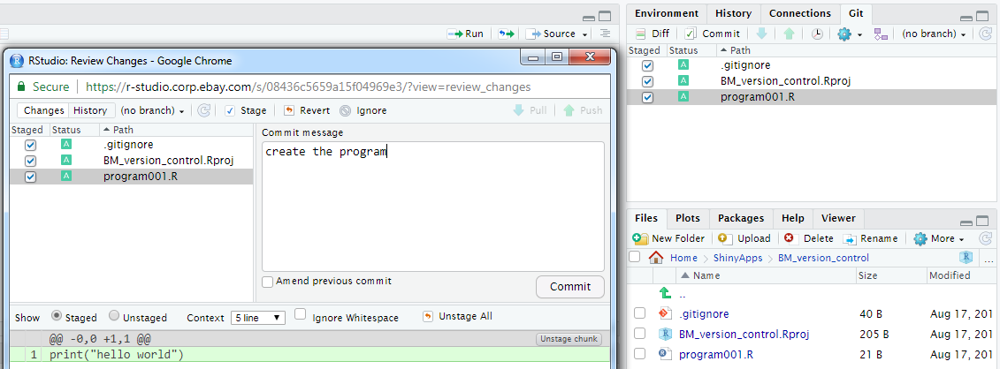 Run Source
RStudio: Review Changes - Google Chrome
Secure https://r-studio.corp.ebay.com/s/08436c5659a15f04969e3/?view=review_changes
Changes History (no branch) Stage Revert Ignore Pull Push
Staged Status Path
A .gitignore
A BM_version_control.Rproj
A program001.R
Commit message
create the program
Amend previous commit
Commit
Show Staged Unstaged Context 5 line Ignore Whitespace Unstage All
@@ -0,0 +1,1 @@ Unstage chunk
1 print("hello world")
Environment History Connections Git
Diff Commit (no branch)
Staged Status Path
A .gitignore
A BM_version_control.Rproj
A program001.R
Files Plots Packages Help Viewer
New Folder Upload Delete Rename More
Home ShinyApps BM_version_control ...
Name Size Modified
..
.gitignore 40 B Aug 17, 201
BM_version_control.Rproj 205 B Aug 17, 201
program001.R 21 B Aug 17, 201